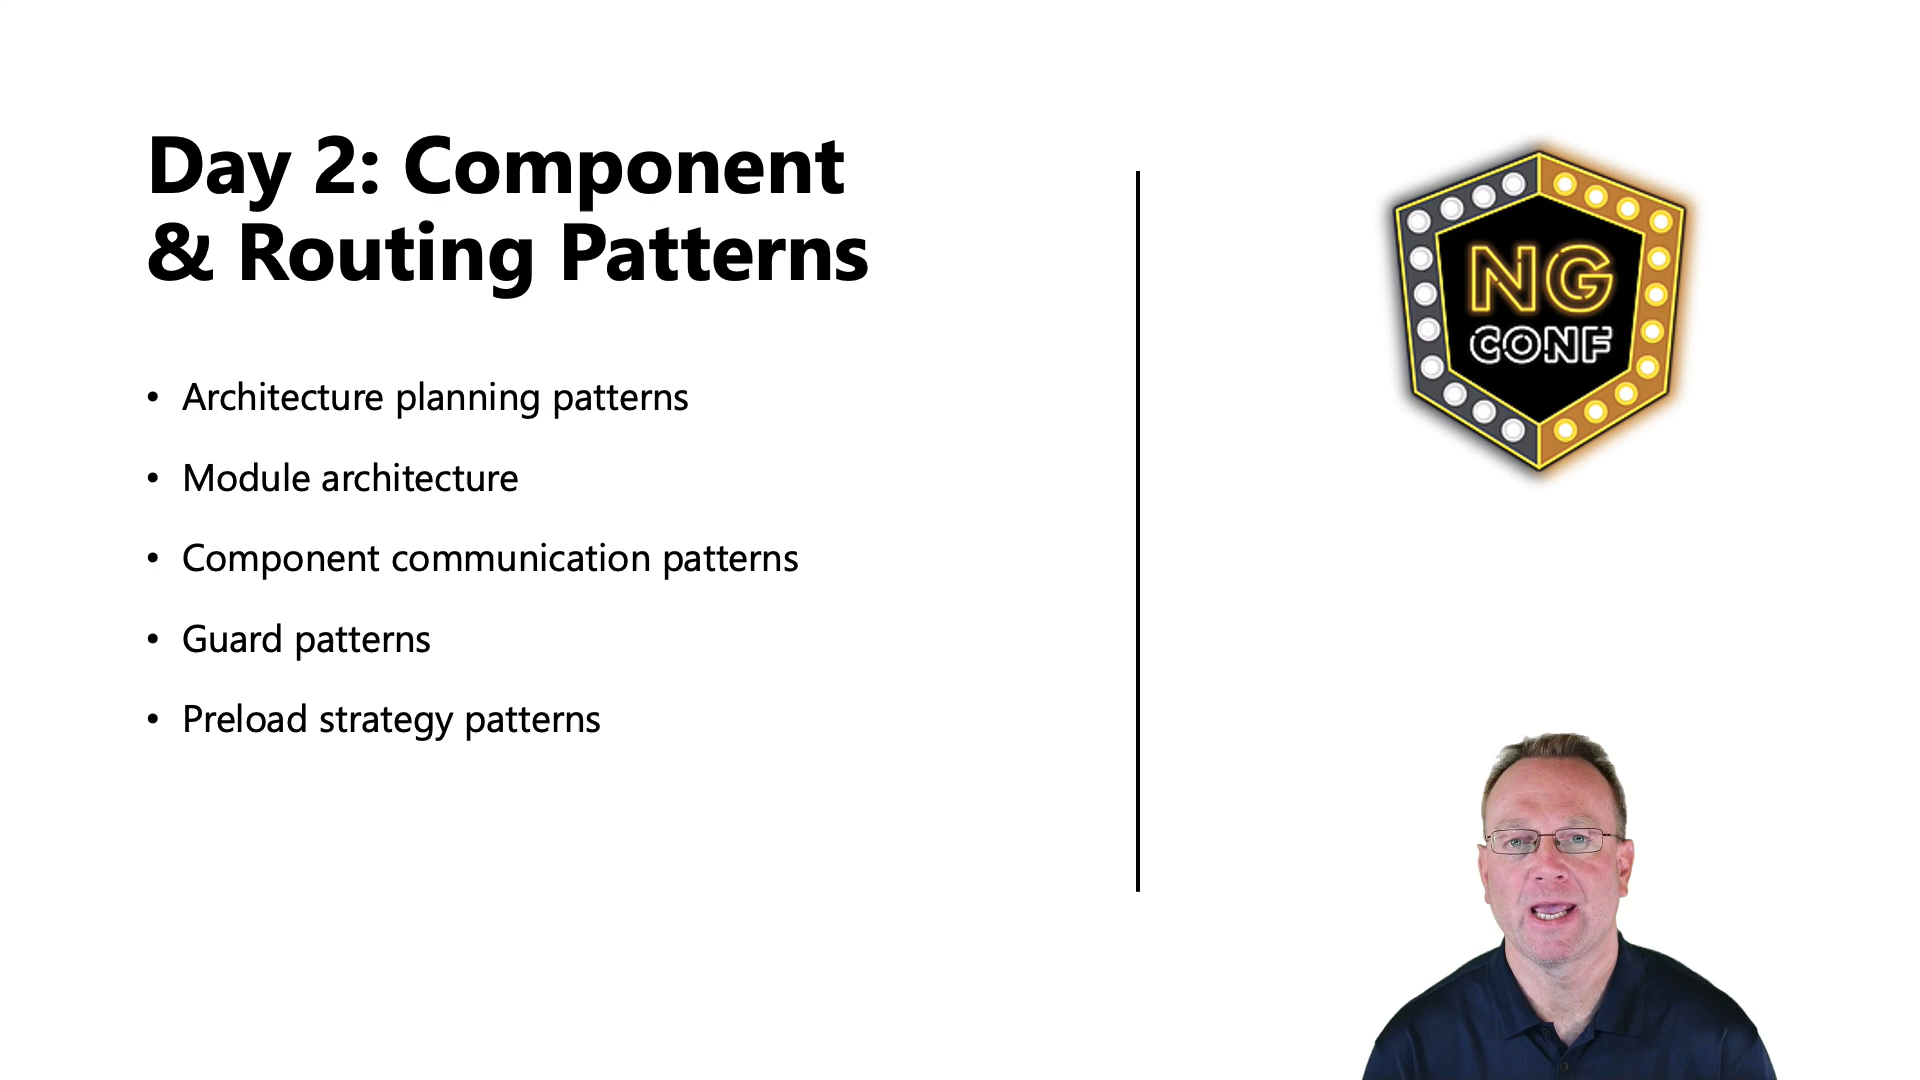 Day 2: Component
& Routing Patterns
• Architecture planning patterns
• Module architecture
• Component communication patterns
• Guard patterns
• Preload strategy patterns
NG
CONF